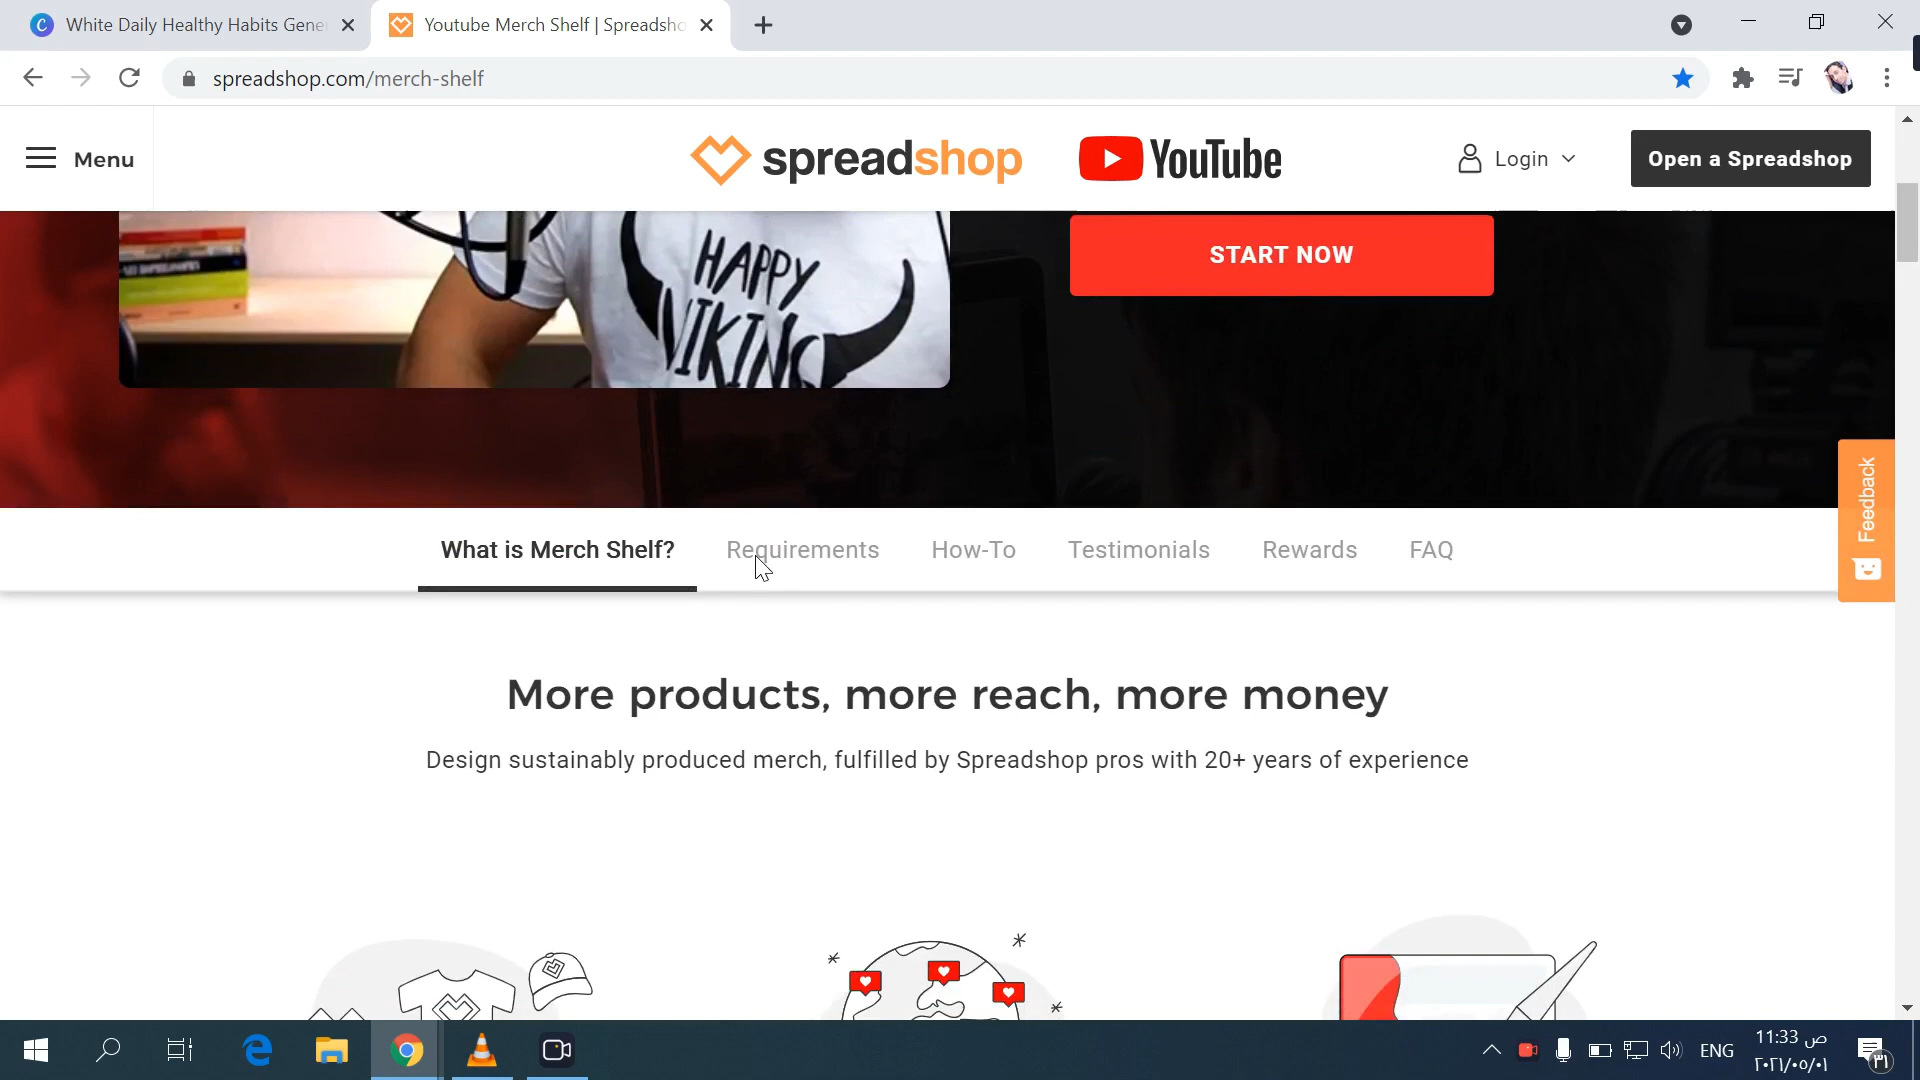 White Daily Healthy Habits Gene
Youtube Merch Shelf | Spreadsho
spreadshop.com/merch-shelf
Menu
spreadshop
YouTube
Login
Open a Spreadshop
HAPPY
VIKING
START NOW
Feedback
What is Merch Shelf?
Requirements
How-To
Testimonials
Rewards
FAQ
More products, more reach, more money
Design sustainably produced merch, fulfilled by Spreadshop pros with 20+ years of experience
ENG
11:33 ص
٢٠٢١/٠٥/٠١
٣١